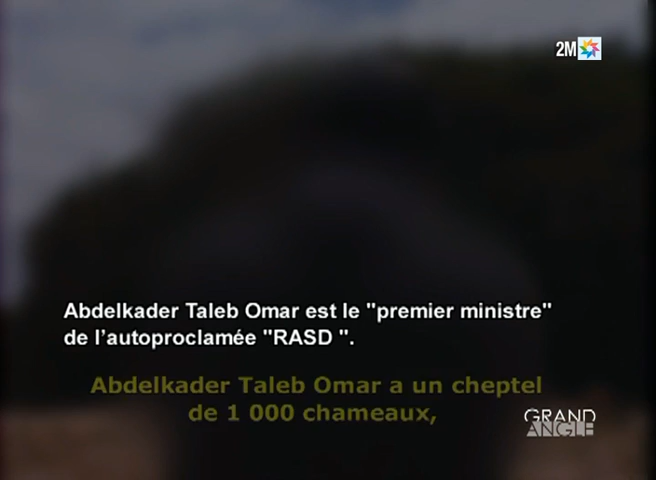 2M
Abdelkader Taleb Omar est le "premier ministre"
de l’autoproclamée "RASD ".
Abdelkader Taleb Omar a un cheptel
de 1 000 chameaux,
GRAND
ANGLE